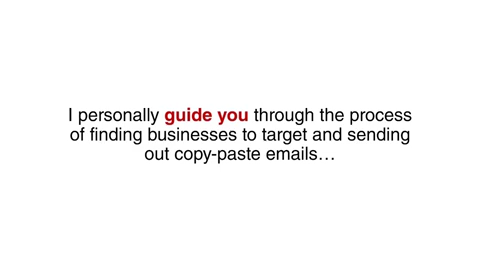 I personally guide you through the process
of finding businesses to target and sending
out copy-paste emails…